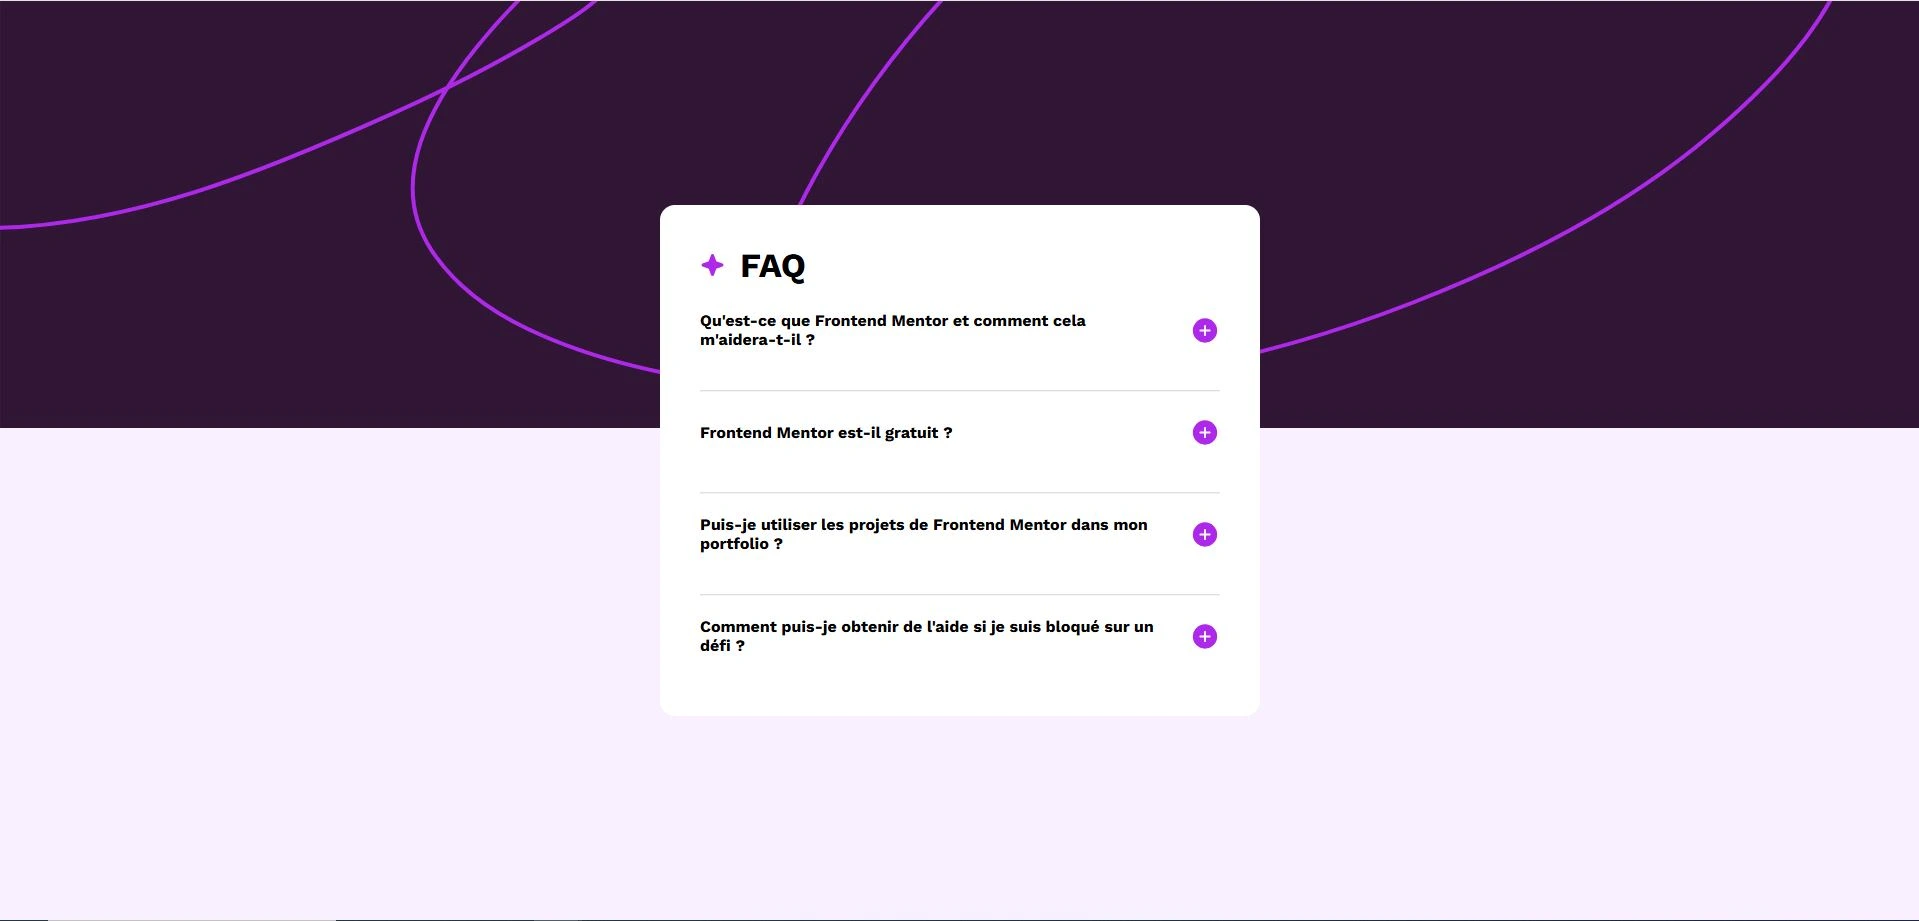 FAQ
Qu'est-ce que Frontend Mentor et comment cela
m'aidera-t-il ?
Frontend Mentor est-il gratuit ?
Puis-je utiliser les projets de Frontend Mentor dans mon
portfolio ?
Comment puis-je obtenir de l'aide si je suis bloqué sur un
défi ?